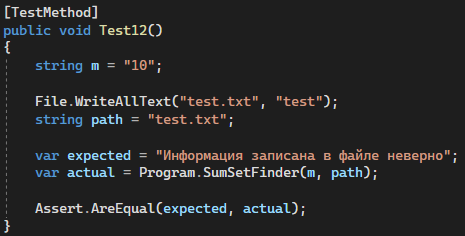 [TestMethod]
public void Test12()
{
string m = "10";
File.WriteAllText("test.txt", "test");
string path = "test.txt";
var expected = "Информация записана в файле неверно";
var actual = Program.SumSetFinder(m, path);
Assert.AreEqual(expected, actual);
}